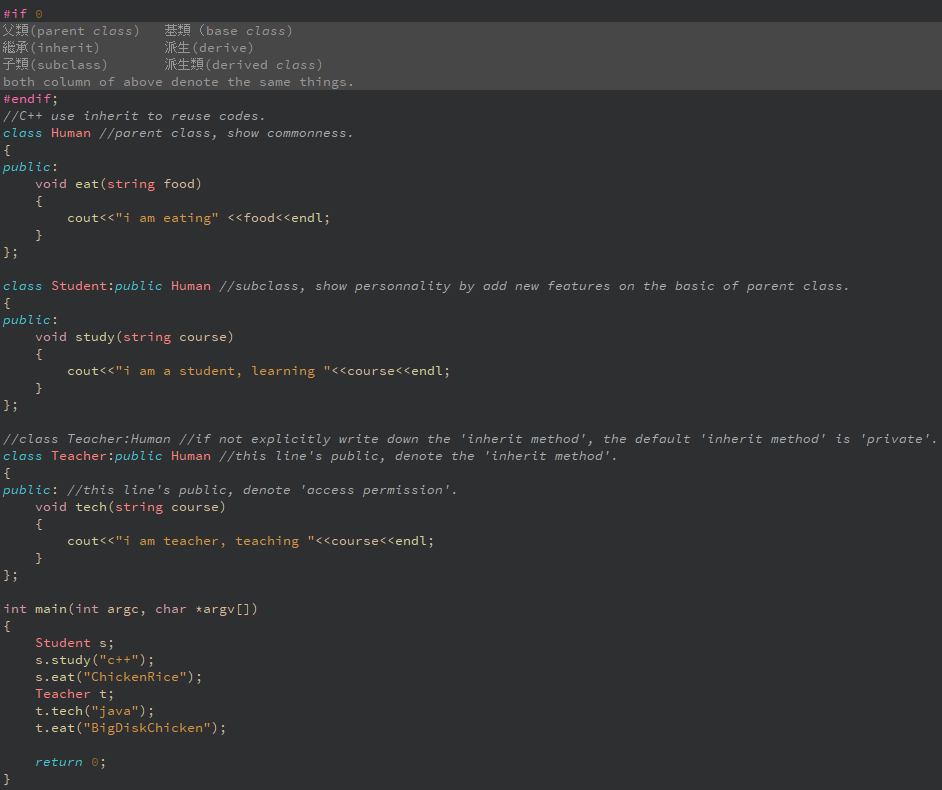 #if 0
父類(parent class)   基類 (base class)
繼承(inherit)        派生(derive)
子類(subclass)       派生類(derived class)
both column of above denote the same things.
#endif;
//C++ use inherit to reuse codes.
class Human //parent class, show commonness.
{
public:
    void eat(string food)
    {
        cout<<"i am eating" <<food<<endl;
    }
};

class Student:public Human //subclass, show personnality by add new features on the basic of parent class.
{
public:
    void study(string course)
    {
        cout<<"i am a student, learning "<<course<<endl;
    }
};

//class Teacher:Human //if not explicitly write down the 'inherit method', the default 'inherit method' is 'private'.
class Teacher:public Human //this line's public, denote the 'inherit method'.
{
public: //this line's public, denote 'access permission'.
    void tech(string course)
    {
        cout<<"i am teacher, teaching "<<course<<endl;
    }
};

int main(int argc, char *argv[])
{
    Student s;
    s.study("c++");
    s.eat("ChickenRice");
    Teacher t;
    t.tech("java");
    t.eat("BigDiskChicken");

    return 0;
}